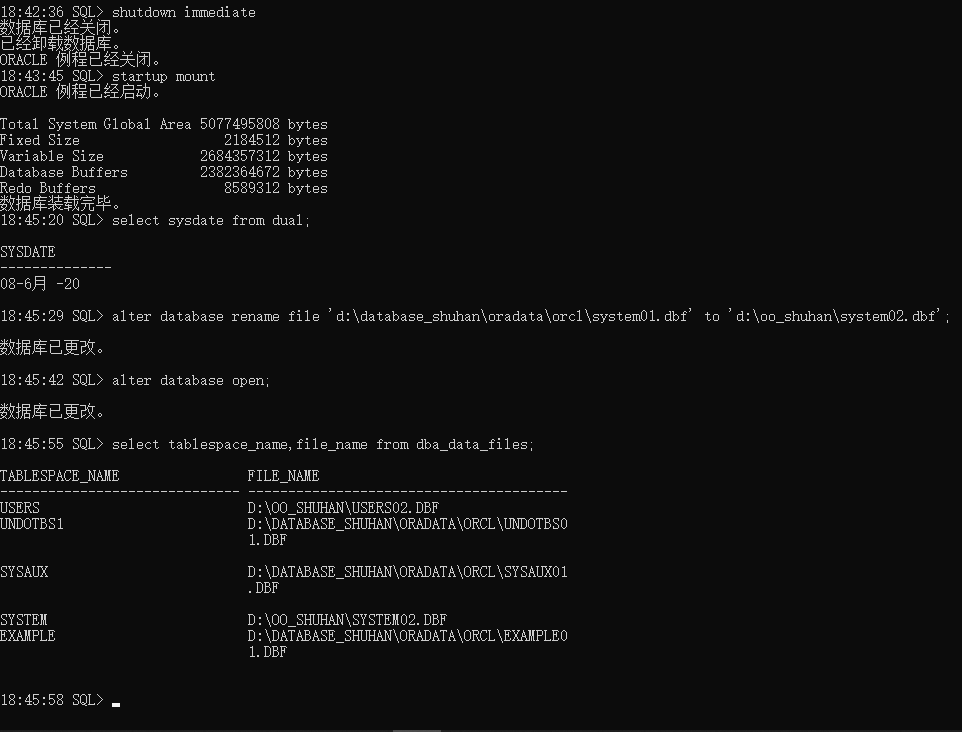 18:42:36 SQL> shutdown immediate
数据库已经关闭。
已经卸载数据库。
ORACLE 例程已经关闭。
18:43:45 SQL> startup mount
ORACLE 例程已经启动。
Total System Global Area 5077495808 bytes
Fixed Size 2184512 bytes
Variable Size 2684357312 bytes
Database Buffers 2382364672 bytes
Redo Buffers 8589312 bytes
数据库装载完毕。
18:45:20 SQL> select sysdate from dual;
SYSDATE
--------------
08-6月 -20
18:45:29 SQL> alter database rename file 'd:\database_shuhan\oradata\orcl\system01.dbf' to 'd:\oo_shuhan\system02.dbf';
数据库已更改。
18:45:42 SQL> alter database open;
数据库已更改。
18:45:55 SQL> select tablespace_name,file_name from dba_data_files;
TABLESPACE_NAME FILE_NAME
------------------------------ ----------------------------------------
USERS D:\OO_SHUHAN\USERS02.DBF
UNDOTBS1 D:\DATABASE_SHUHAN\ORADATA\ORCL\UNDOTBS0
1.DBF
SYSAUX D:\DATABASE_SHUHAN\ORADATA\ORCL\SYSAUX01
.DBF
SYSTEM D:\OO_SHUHAN\SYSTEM02.DBF
EXAMPLE D:\DATABASE_SHUHAN\ORADATA\ORCL\EXAMPLE0
1.DBF
18:45:58 SQL>